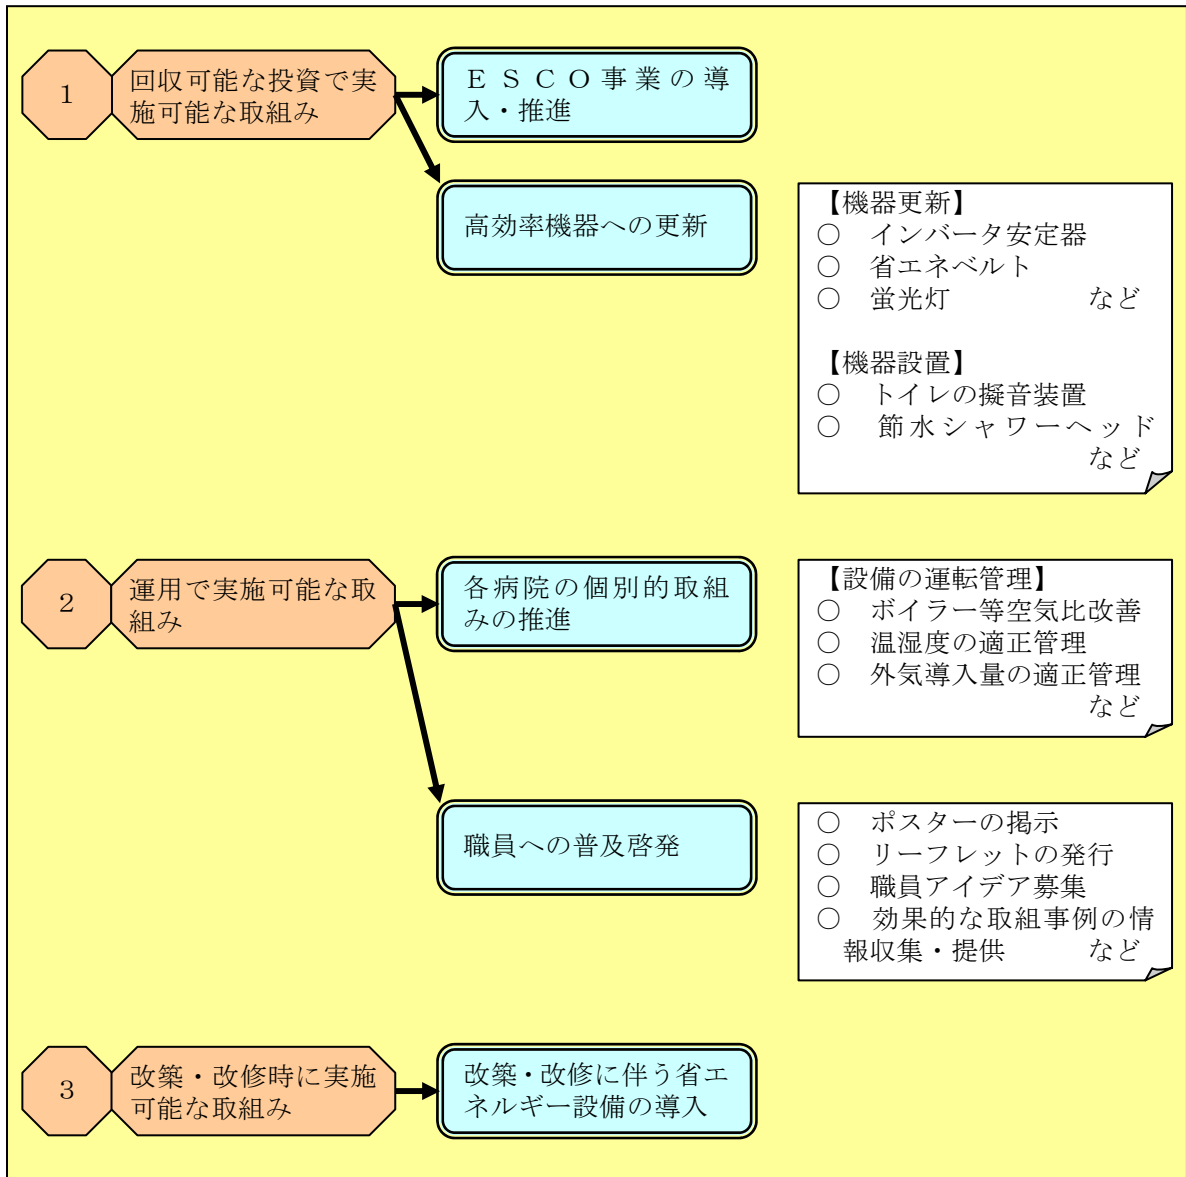 1
回収可能な投資で実
施可能な取組み
ＥＳＣＯ事業の導
入・推進
高効率機器への更新
【機器更新】
○　インバータ安定器
○　省エネベルト
○　蛍光灯　　　　　など
【機器設置】
○　トイレの擬音装置
○　節水シャワーヘッド
など
2
運用で実施可能な取
組み
各病院の個別的取組
みの推進
【設備の運転管理】
○　ボイラー等空気比改善
○　温湿度の適正管理
○　外気導入量の適正管理
など
職員への普及啓発
○　ポスターの掲示
○　リーフレットの発行
○　職員アイデア募集
○　効果的な取組事例の情
報収集・提供　　　など
3
改築・改修時に実施
可能な取組み
改築・改修に伴う省エ
ネルギー設備の導入